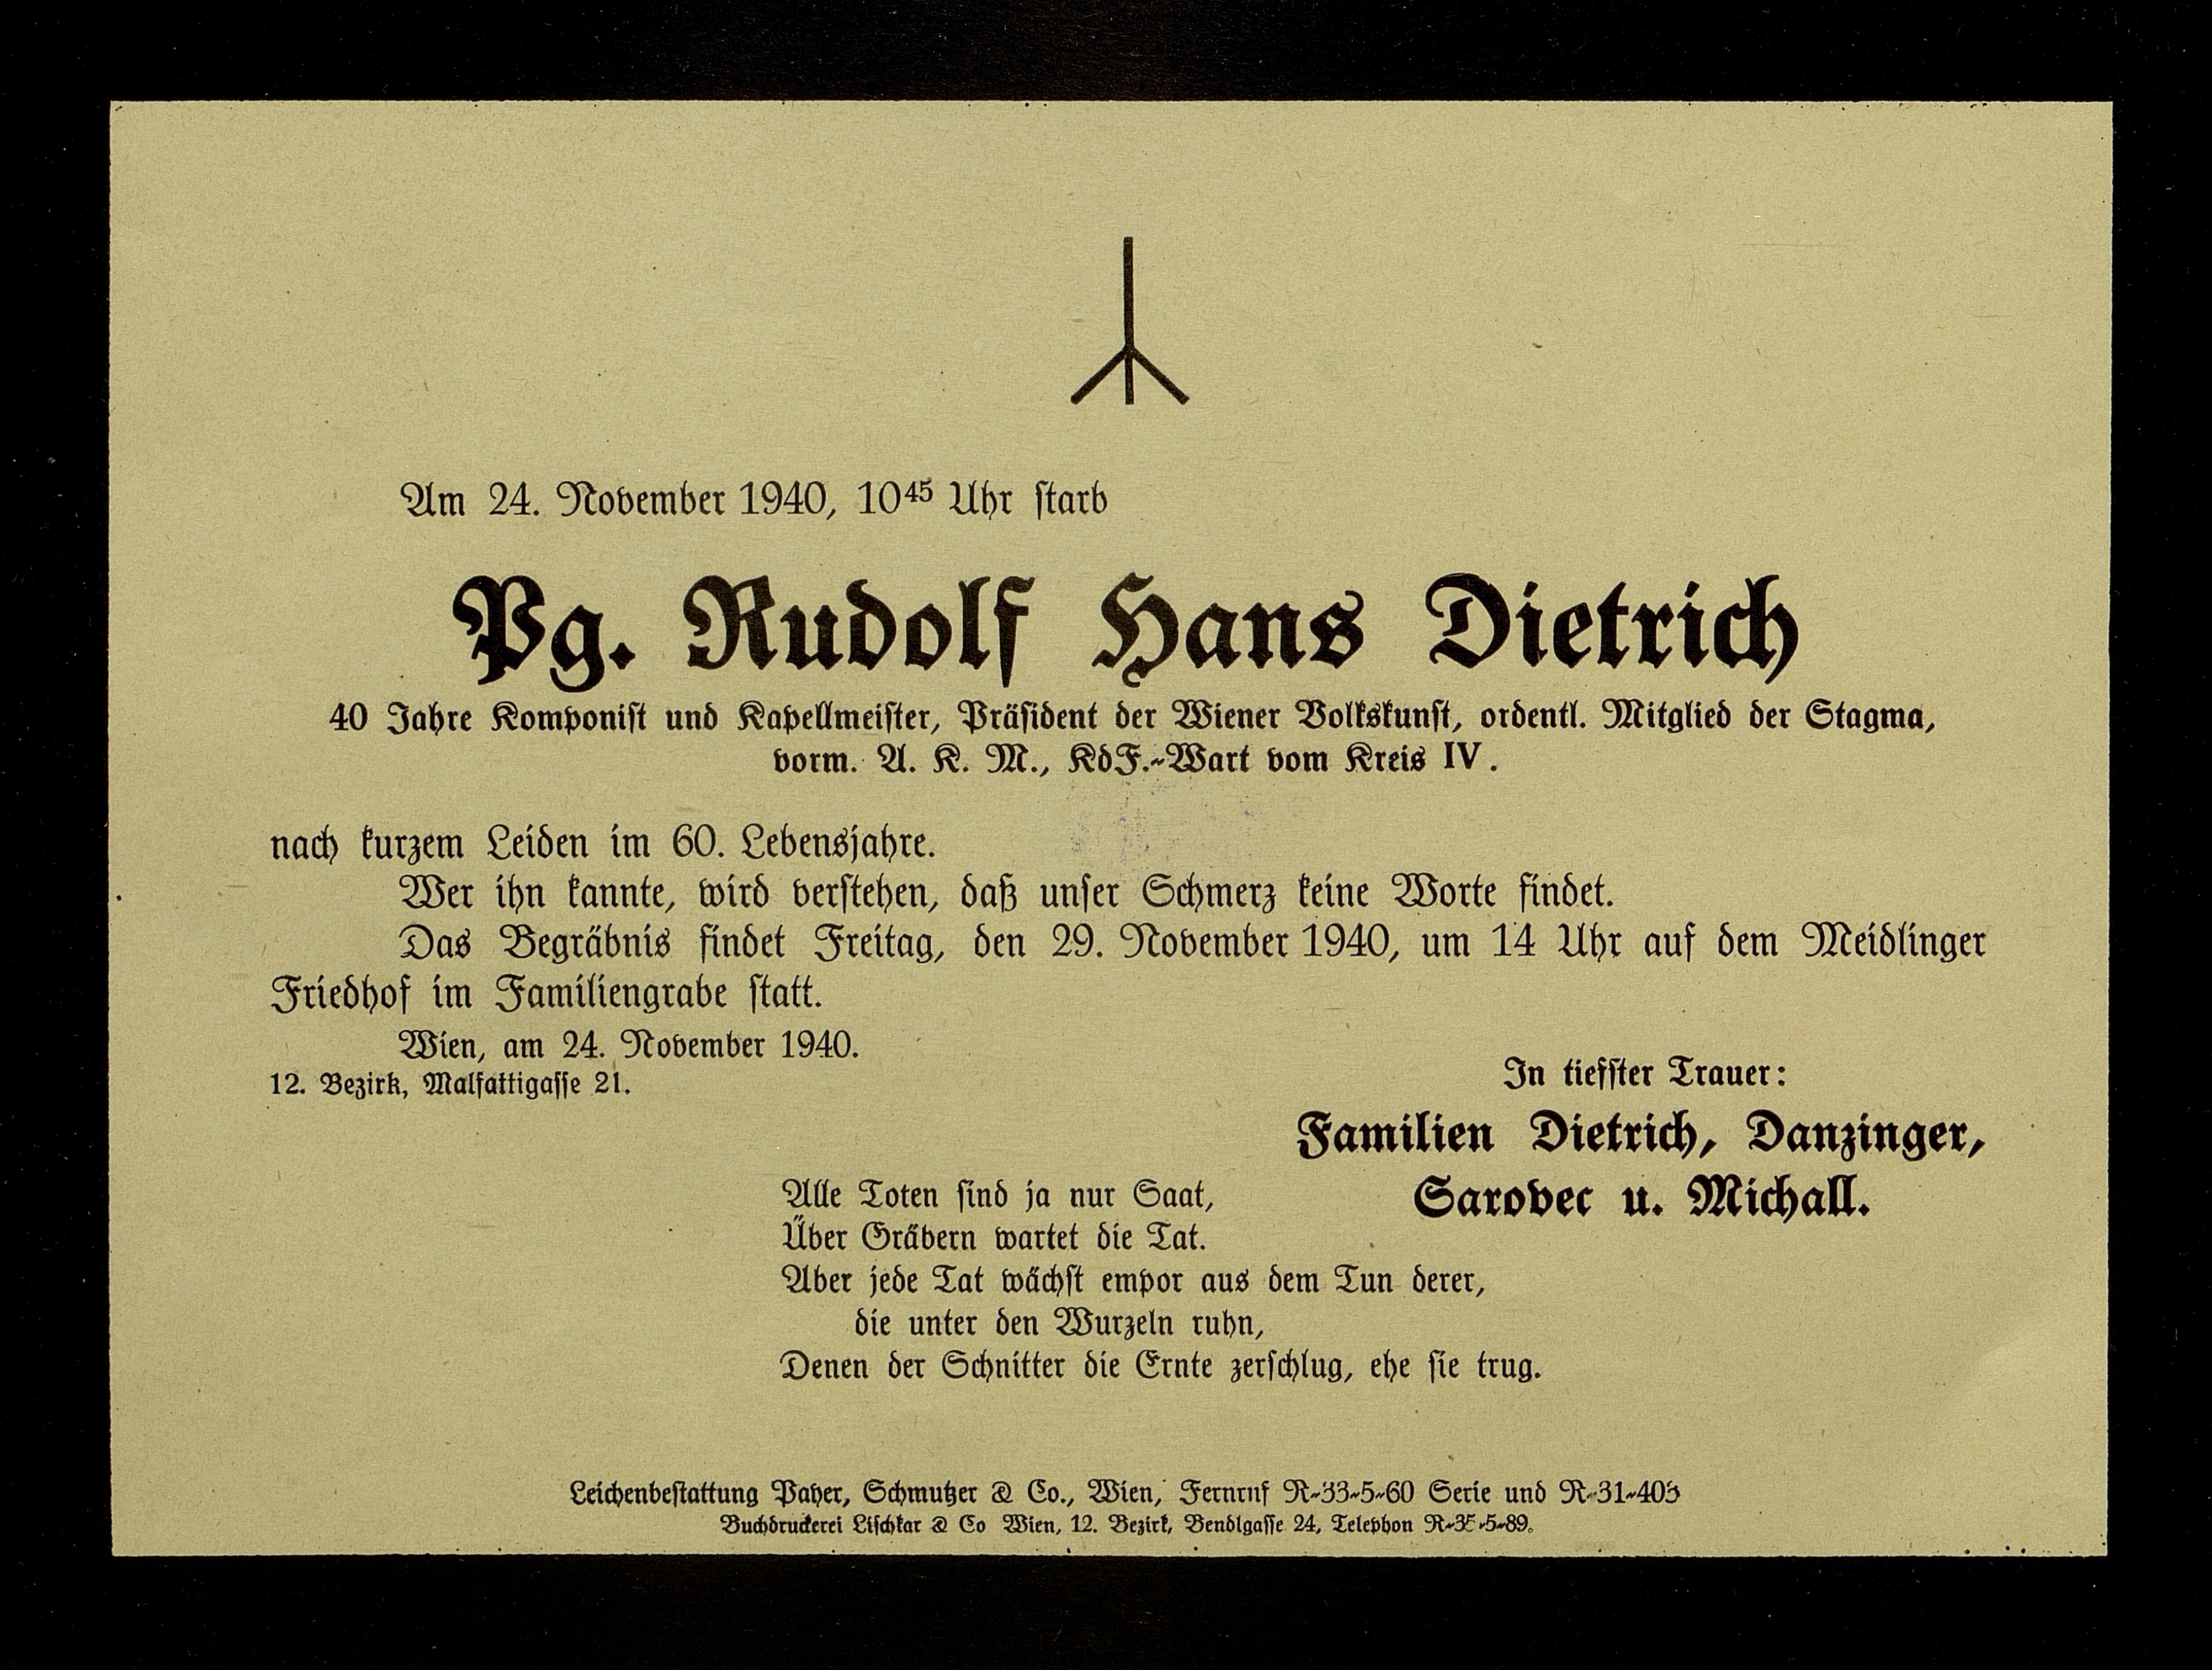 Am 24. November 1940, 10⁴⁵ Uhr starb
Pg. Rudolf Hans Dietrich
40 Jahre Komponist und Kapellmeister, Präsident der Wiener Volkskunst, ordentl. Mitglied der Stagma,
vorm. A. K. M., KdF.-Wart vom Kreis IV.
nach kurzem Leiden im 60. Lebensjahre.
Wer ihn kannte, wird verstehen, daß unser Schmerz keine Worte findet.
Das Begräbnis findet Freitag, den 29. November 1940, um 14 Uhr auf dem Meidlinger
Friedhof im Familiengrabe statt.
Wien, am 24. November 1940.
12. Bezirk, Malfattigasse 21.
In tiefster Trauer:
Familien Dietrich, Danzinger,
Sarovec u. Michall.
Alle Toten sind ja nur Saat,
Über Gräbern wartet die Tat.
Aber jede Tat wächst empor aus dem Tun derer,
die unter den Wurzeln ruhn,
Denen der Schnitter die Ernte zerschlug, ehe sie trug.
Leichenbestattung Payer, Schmutzer & Co., Wien, Fernruf R-33-5-60 Serie und R-31-403
Buchdruckerei Lischkar & Co Wien, 12. Bezirk, Bendlgasse 24, Telephon